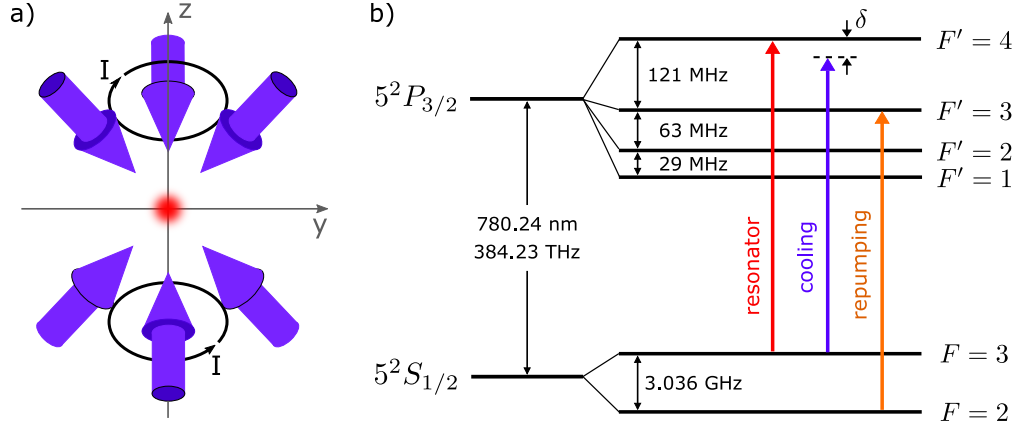 a)
z
I
y
I
b)
δ
F′ = 4
121 MHz
5²P₃/₂
F′ = 3
63 MHz
F′ = 2
29 MHz
F′ = 1
780.24 nm
384.23 THz
resonator
cooling
repumping
F = 3
5²S₁/₂
3.036 GHz
F = 2